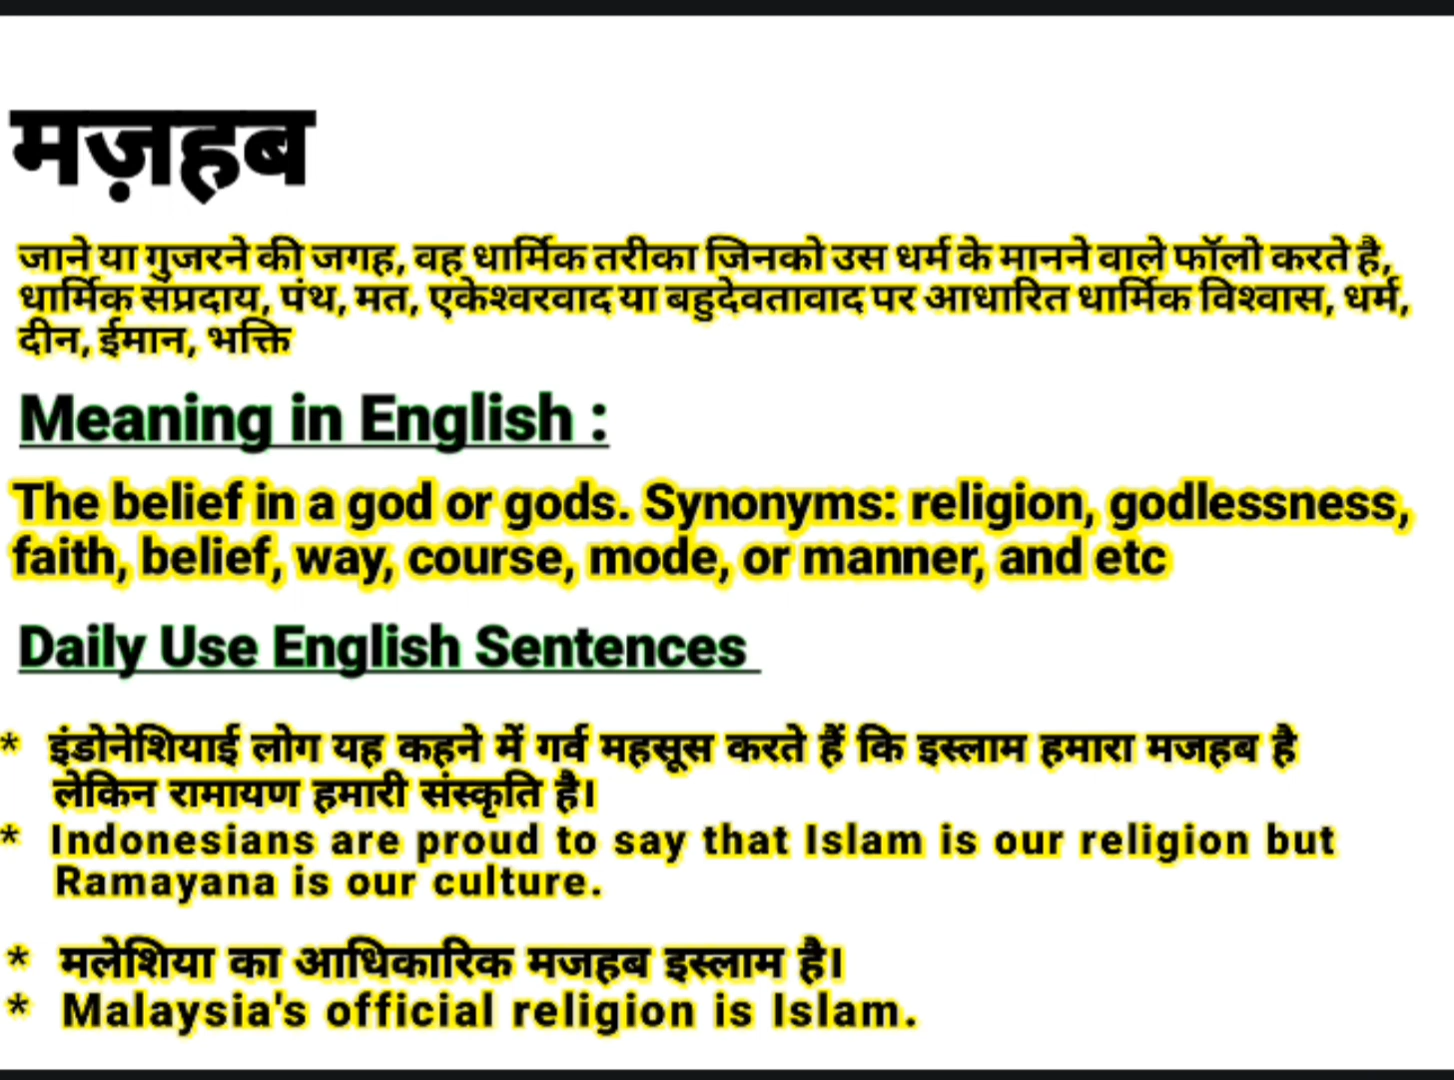 मज़हब
जाने या गुजरने की जगह, वह धार्मिक तरीका जिनको उस धर्म के मानने वाले फॉलो करते है,
धार्मिक संप्रदाय, पंथ, मत, एकेश्वरवाद या बहुदेवतावाद पर आधारित धार्मिक विश्वास, धर्म,
दीन, ईमान, भक्ति
Meaning in English :
The belief in a god or gods. Synonyms: religion, godlessness,
faith, belief, way, course, mode, or manner, and etc
Daily Use English Sentences
* इंडोनेशियाई लोग यह कहने में गर्व महसूस करते हैं कि इस्लाम हमारा मजहब है
लेकिन रामायण हमारी संस्कृति है।
* Indonesians are proud to say that Islam is our religion but
Ramayana is our culture.
* मलेशिया का आधिकारिक मजहब इस्लाम है।
* Malaysia's official religion is Islam.